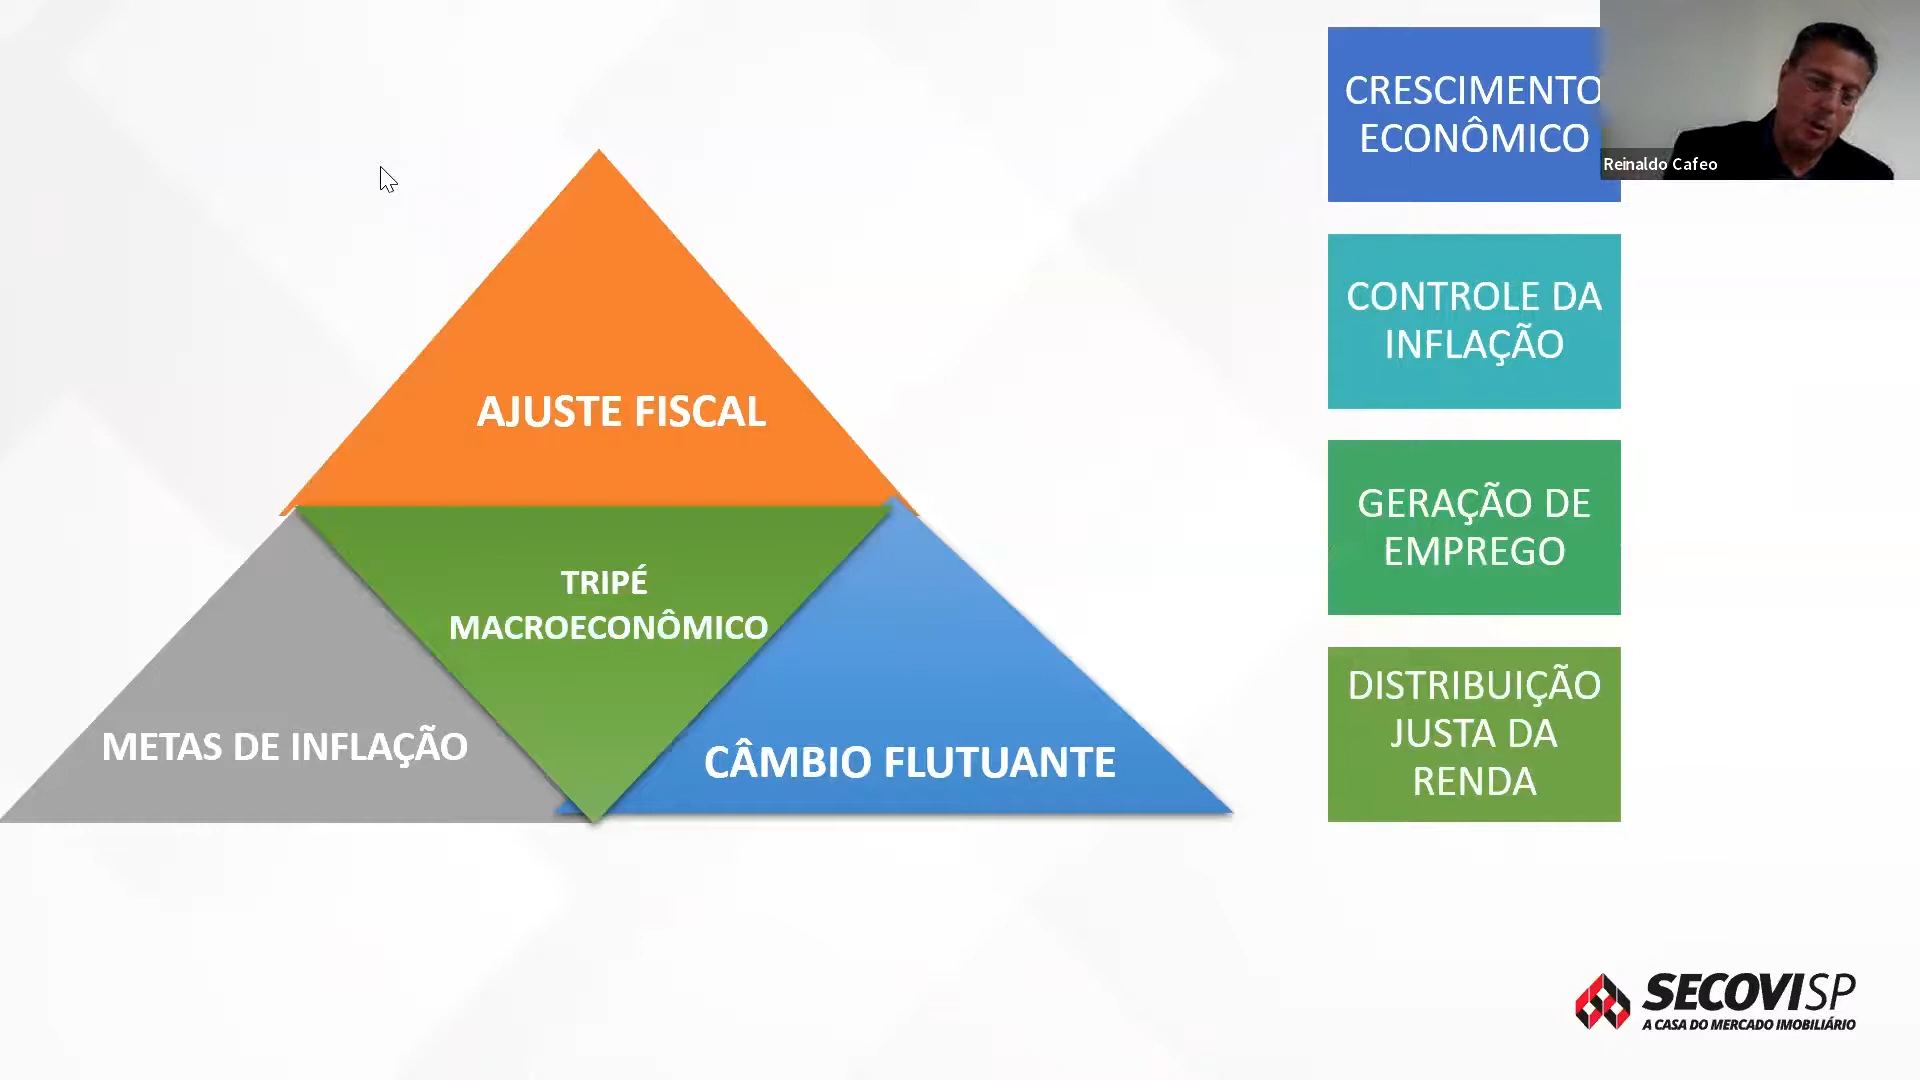 CRESCIMENTO
ECONÔMICO
Reinaldo Cafeo
CONTROLE DA
INFLAÇÃO
AJUSTE FISCAL
GERAÇÃO DE
EMPREGO
TRIPÉ
MACROECONÔMICO
METAS DE INFLAÇÃO
CÂMBIO FLUTUANTE
DISTRIBUIÇÃO
JUSTA DA
RENDA
SECOVISP
A CASA DO MERCADO IMOBILIÁRIO